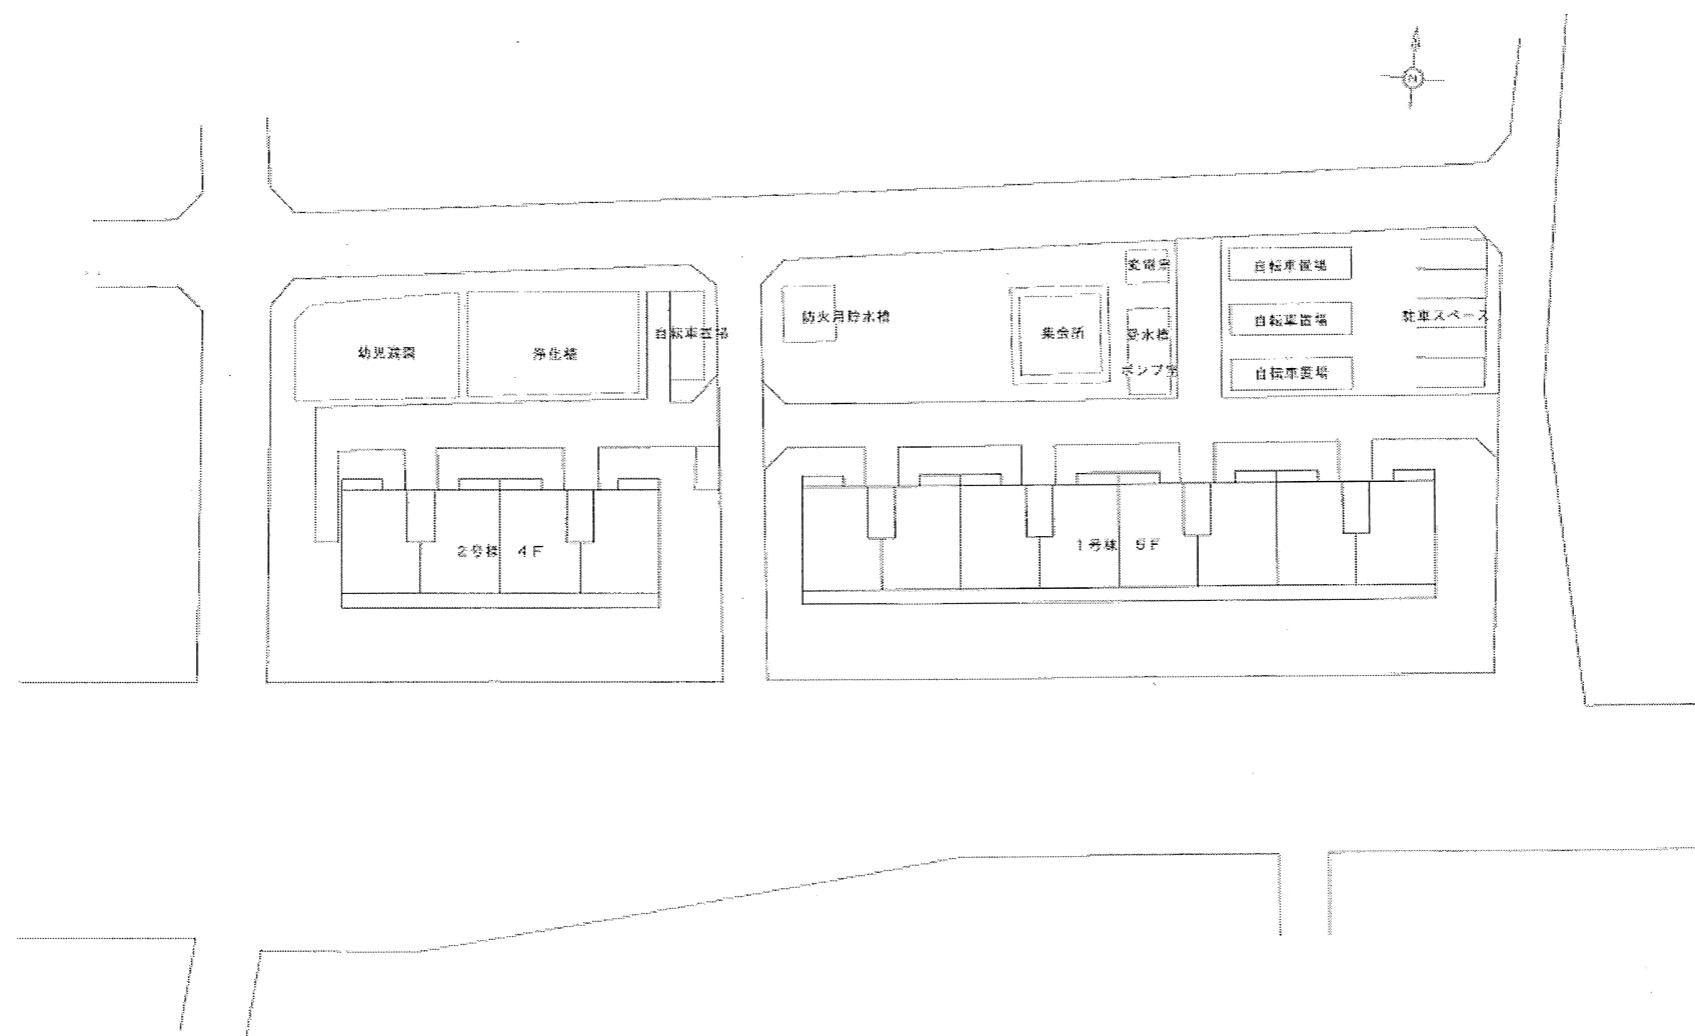 変電室
自転車置場
防火用貯水槽
集会所
受水槽
ポンプ室
自転車置場
駐車スペース
自転車置場
幼児遊園
浄化槽
自転車置場
2号棟 4F
1号棟 5F